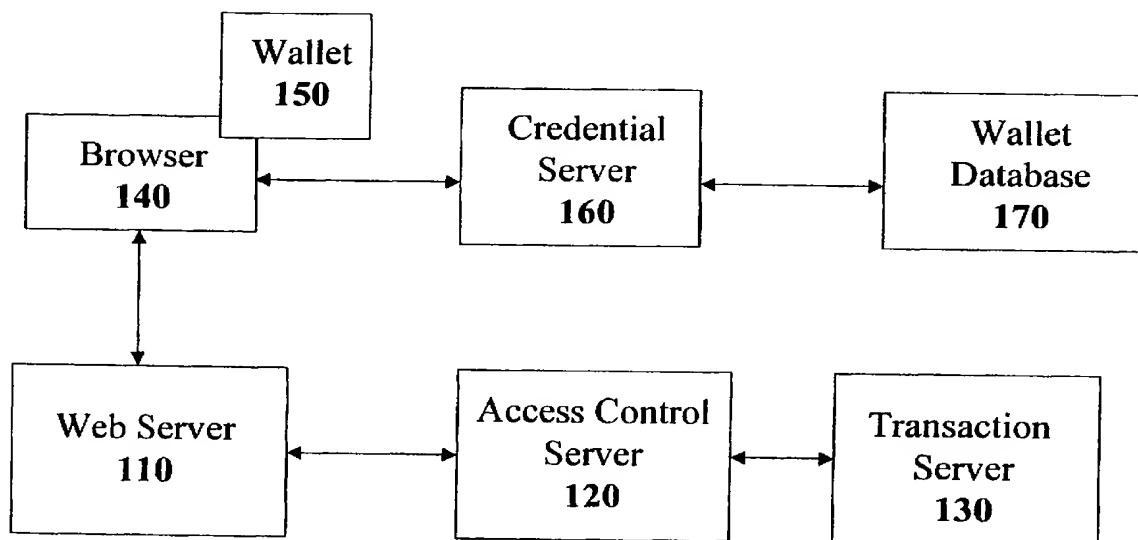 Wallet
150
Browser
140
Credential
Server
160
Wallet
Database
170
Web Server
110
Access Control
Server
120
Transaction
Server
130